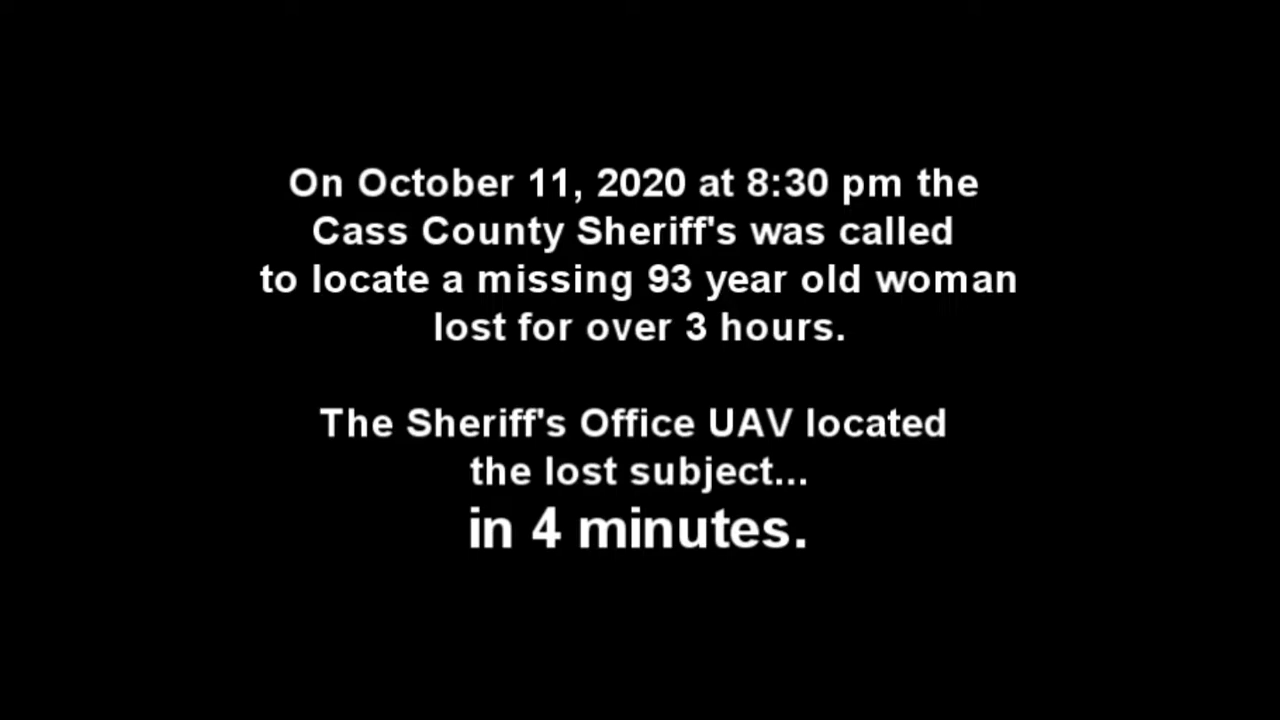 On October 11, 2020 at 8:30 pm the
Cass County Sheriff's was called
to locate a missing 93 year old woman
lost for over 3 hours.
The Sheriff's Office UAV located
the lost subject...
in 4 minutes.